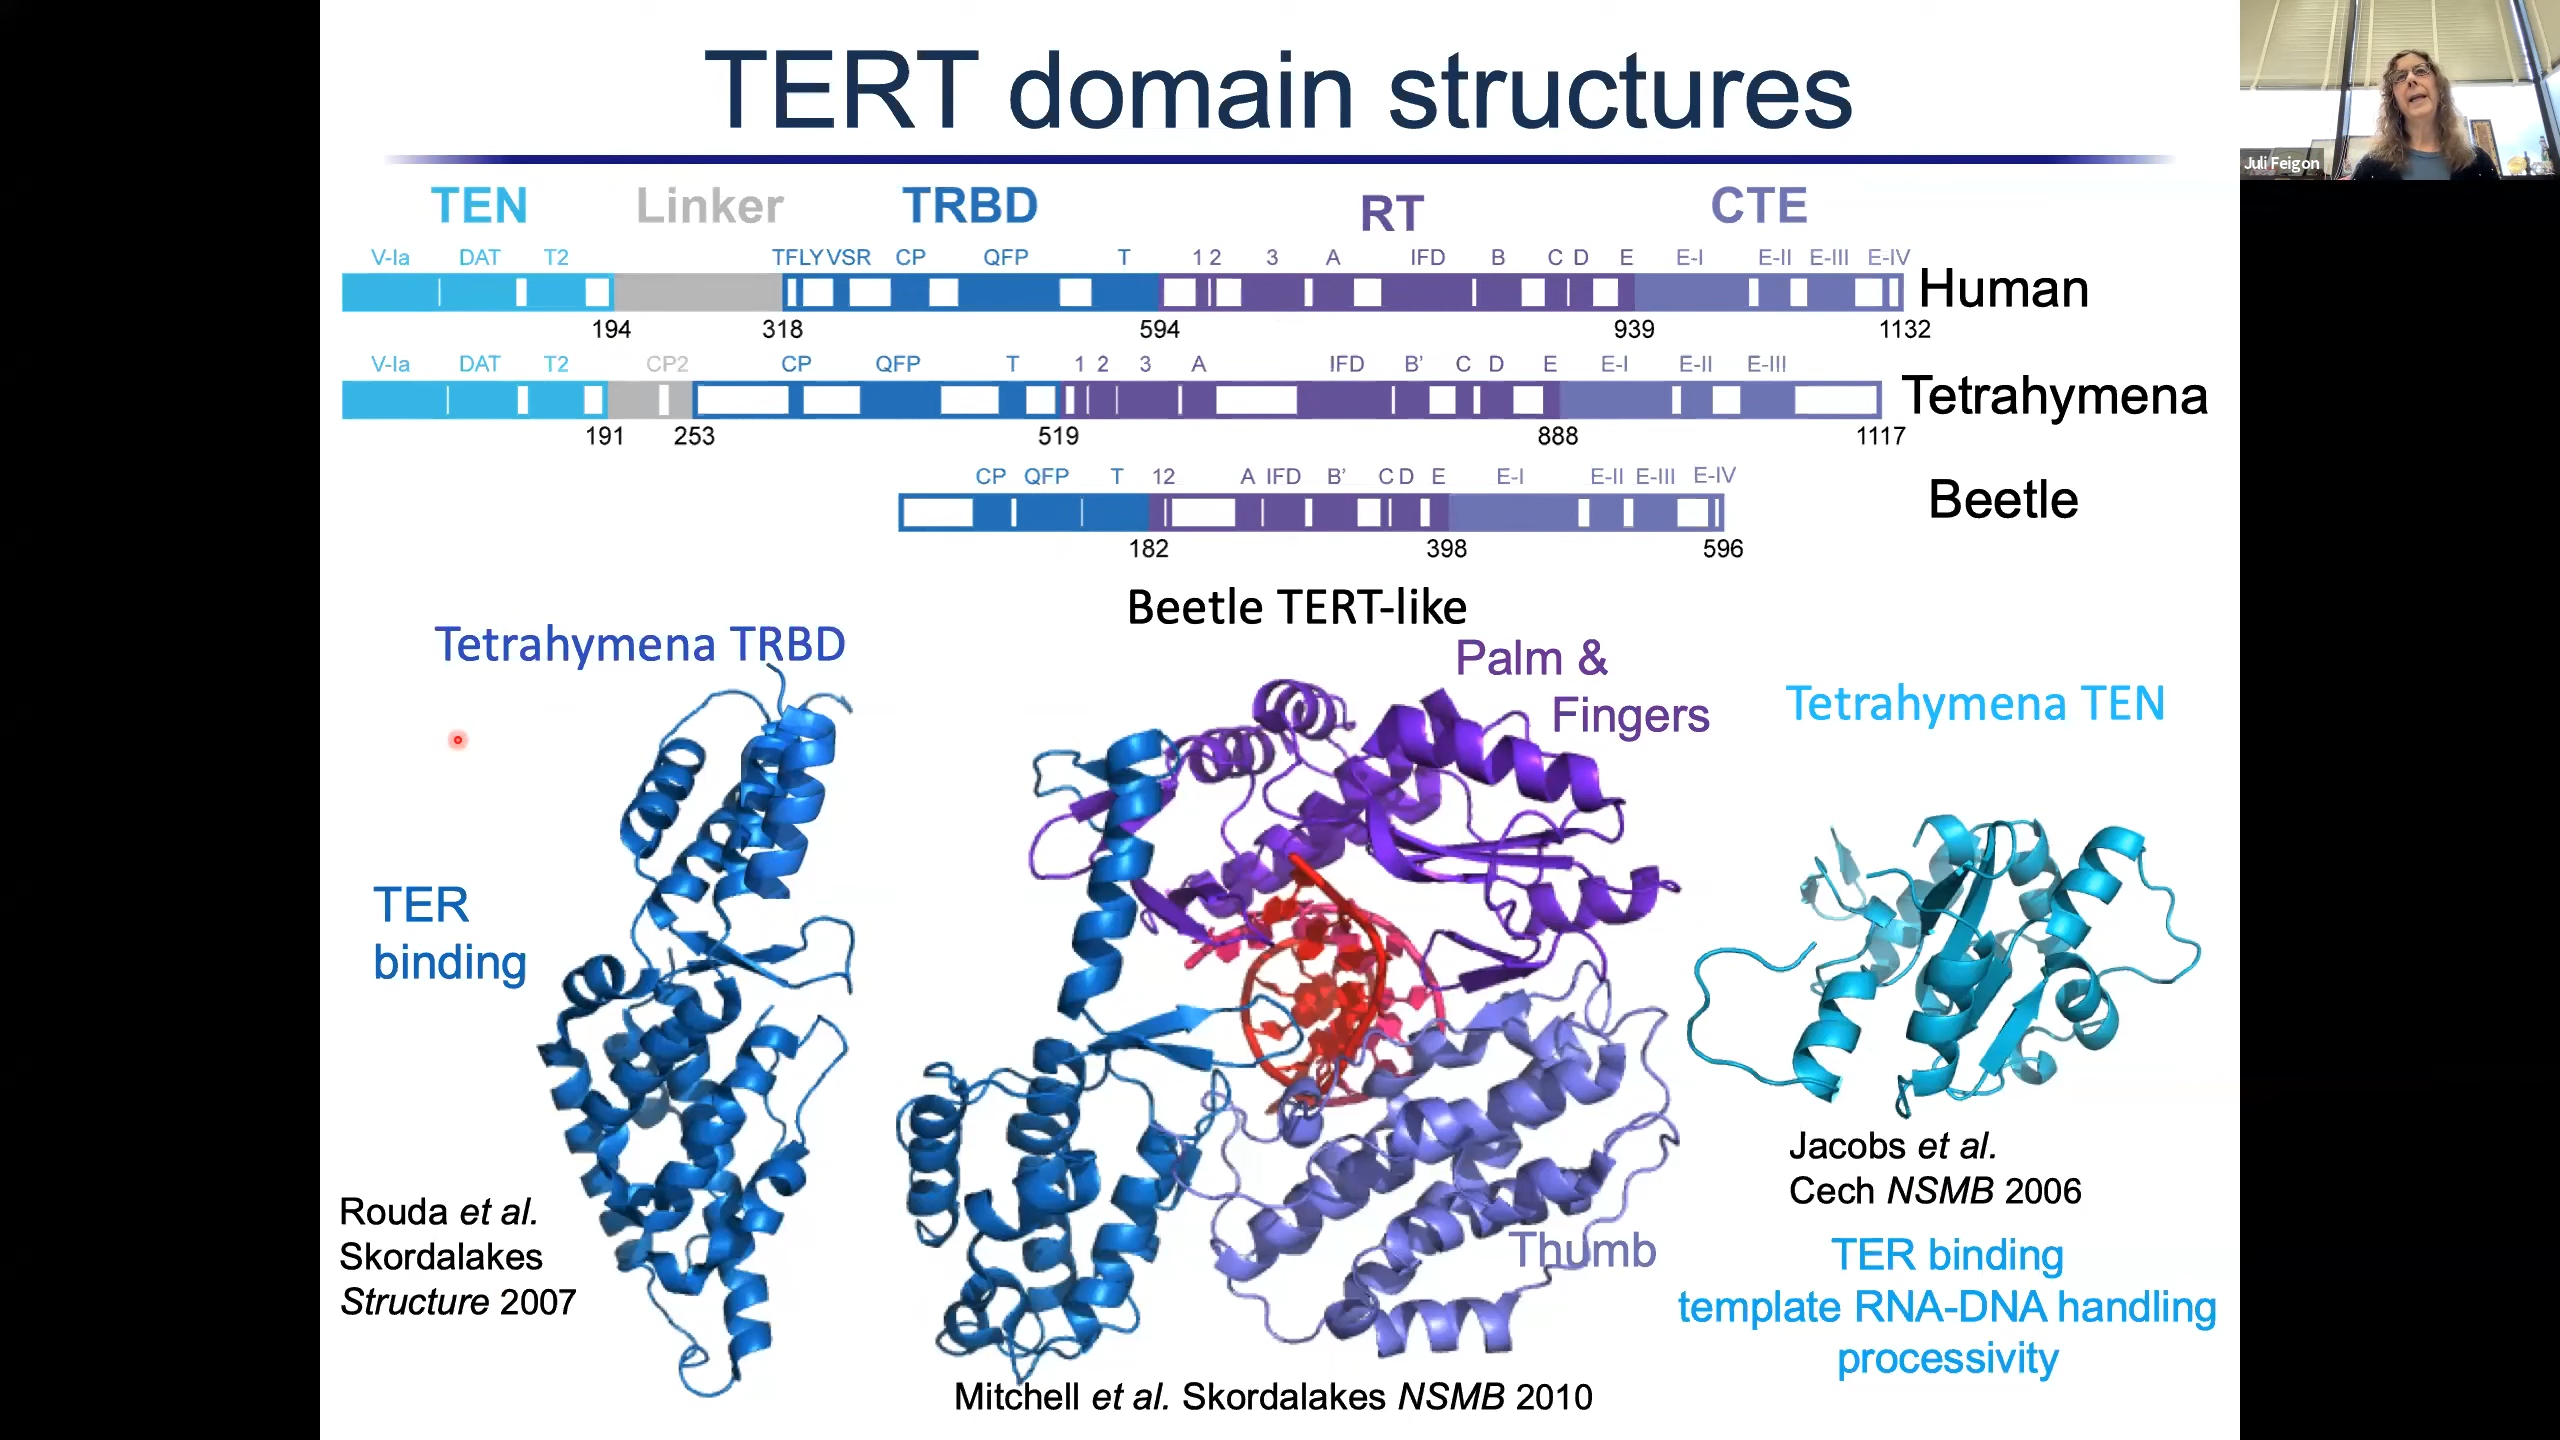 TERT domain structures
Juli Feigon
TEN Linker TRBD RT CTE
V-Ia DAT T2 TFLY VSR CP QFP T 1 2 3 A IFD B C D E E-I E-II E-III E-IV
Human
194 318 594 939 1132
V-Ia DAT T2 CP2 CP QFP T 1 2 3 A IFD B’ C D E E-I E-II E-III
Tetrahymena
191 253 519 888 1117
CP QFP T 12 A IFD B’ C D E E-I E-II E-III E-IV
Beetle
182 398 596
Tetrahymena TRBD
TER
binding
Rouda et al.
Skordalakes
Structure 2007
Beetle TERT-like
Palm &
Fingers
Thumb
Mitchell et al. Skordalakes NSMB 2010
Tetrahymena TEN
Jacobs et al.
Cech NSMB 2006
TER binding
template RNA-DNA handling
processivity